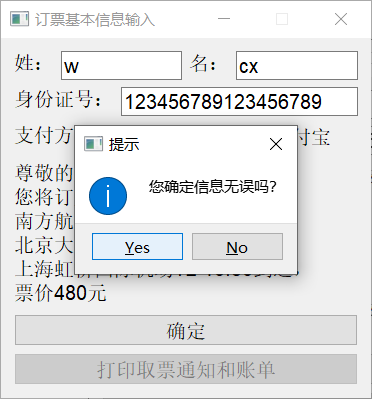 订票基本信息输入
姓： w 名： cx
身份证号： 123456789123456789
支付方 付宝
提示
您确定信息无误吗?
Yes No
尊敬的
您将订
南方航
北京大
上海虹
票价480元
确定
打印取票通知和账单